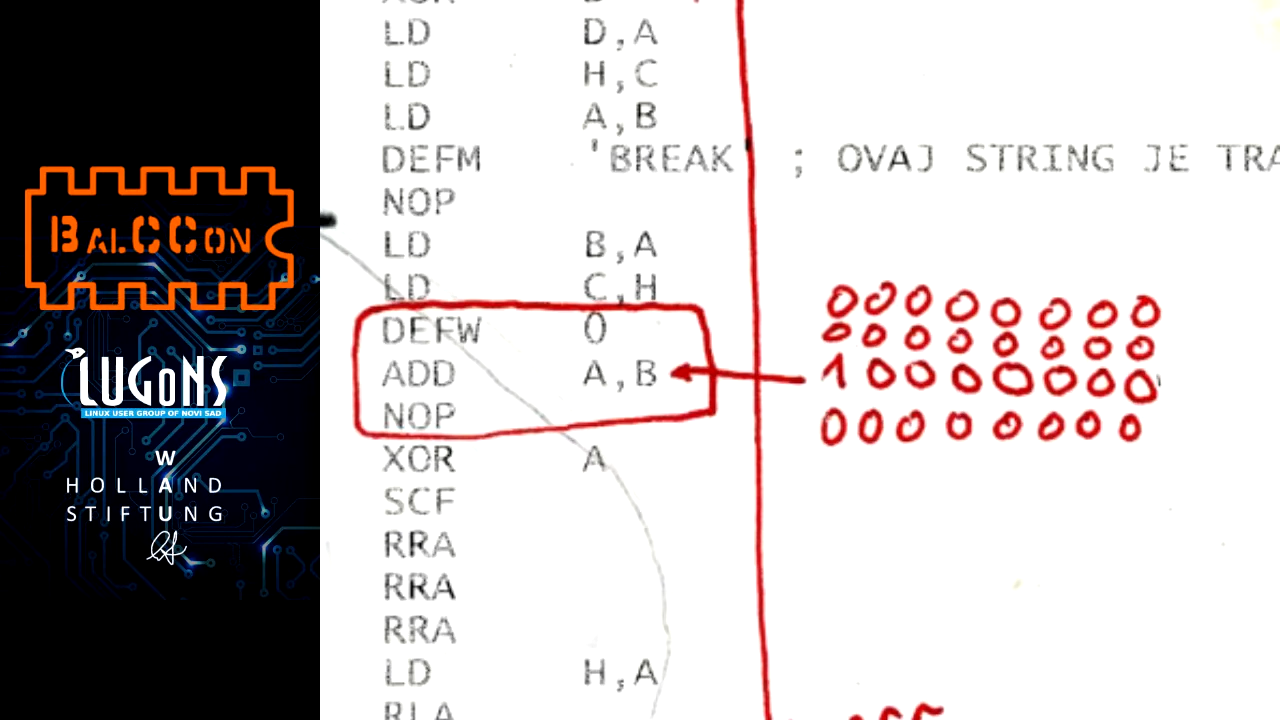 BALCCON
LUGONS
LINUX USER GROUP OF NOVI SAD
W
HOLLAND
STIFTUNG
LD D,A
LD H,C
LD A,B
DEFM 'BREAK' ; OVAJ STRING JE
NOP
LD B,A
LD C,H
DEFW 0
ADD A,B
NOP
XOR A
SCF
RRA
RRA
RRA
LD H,A
RLA
00000000
00000000
10000000
00000000